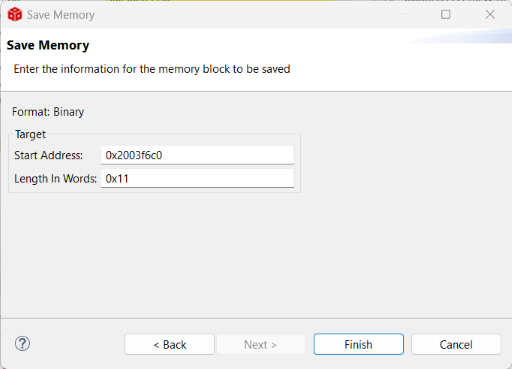 Save Memory
Save Memory
Enter the information for the memory block to be saved
Format: Binary
Target
Start Address: 0x2003f6c0
Length In Words: 0x11
? < Back Next > Finish Cancel